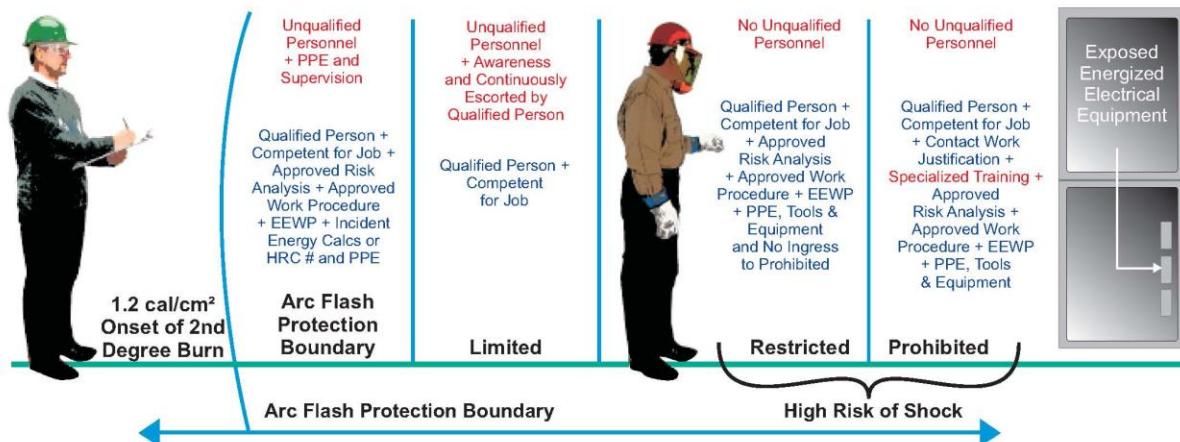 Unqualified
Personnel
+ PPE and
Supervision
Qualified Person +
Competent for Job +
Approved Risk
Analysis + Approved
Work Procedure
+ EEWP + Incident
Energy Calcs or
HRC # and PPE
1.2 cal/cm²
Onset of 2nd
Degree Burn
Arc Flash
Protection
Boundary
Unqualified
Personnel
+ Awareness
and Continuously
Escorted by
Qualified Person
Qualified Person +
Competent
for Job
Limited
No Unqualified
Personnel
Qualified Person +
Competent for Job
+ Approved
Risk Analysis
+ Approved Work
Procedure + EEWP
+ PPE, Tools &
Equipment
and No Ingress
to Prohibited
Restricted
No Unqualified
Personnel
Qualified Person +
Competent for Job
+ Contact Work
Justification +
Specialized Training +
Approved
Risk Analysis +
Approved Work
Procedure + EEWP
+ PPE, Tools
& Equipment
Prohibited
Exposed
Energized
Electrical
Equipment
Arc Flash Protection Boundary
High Risk of Shock